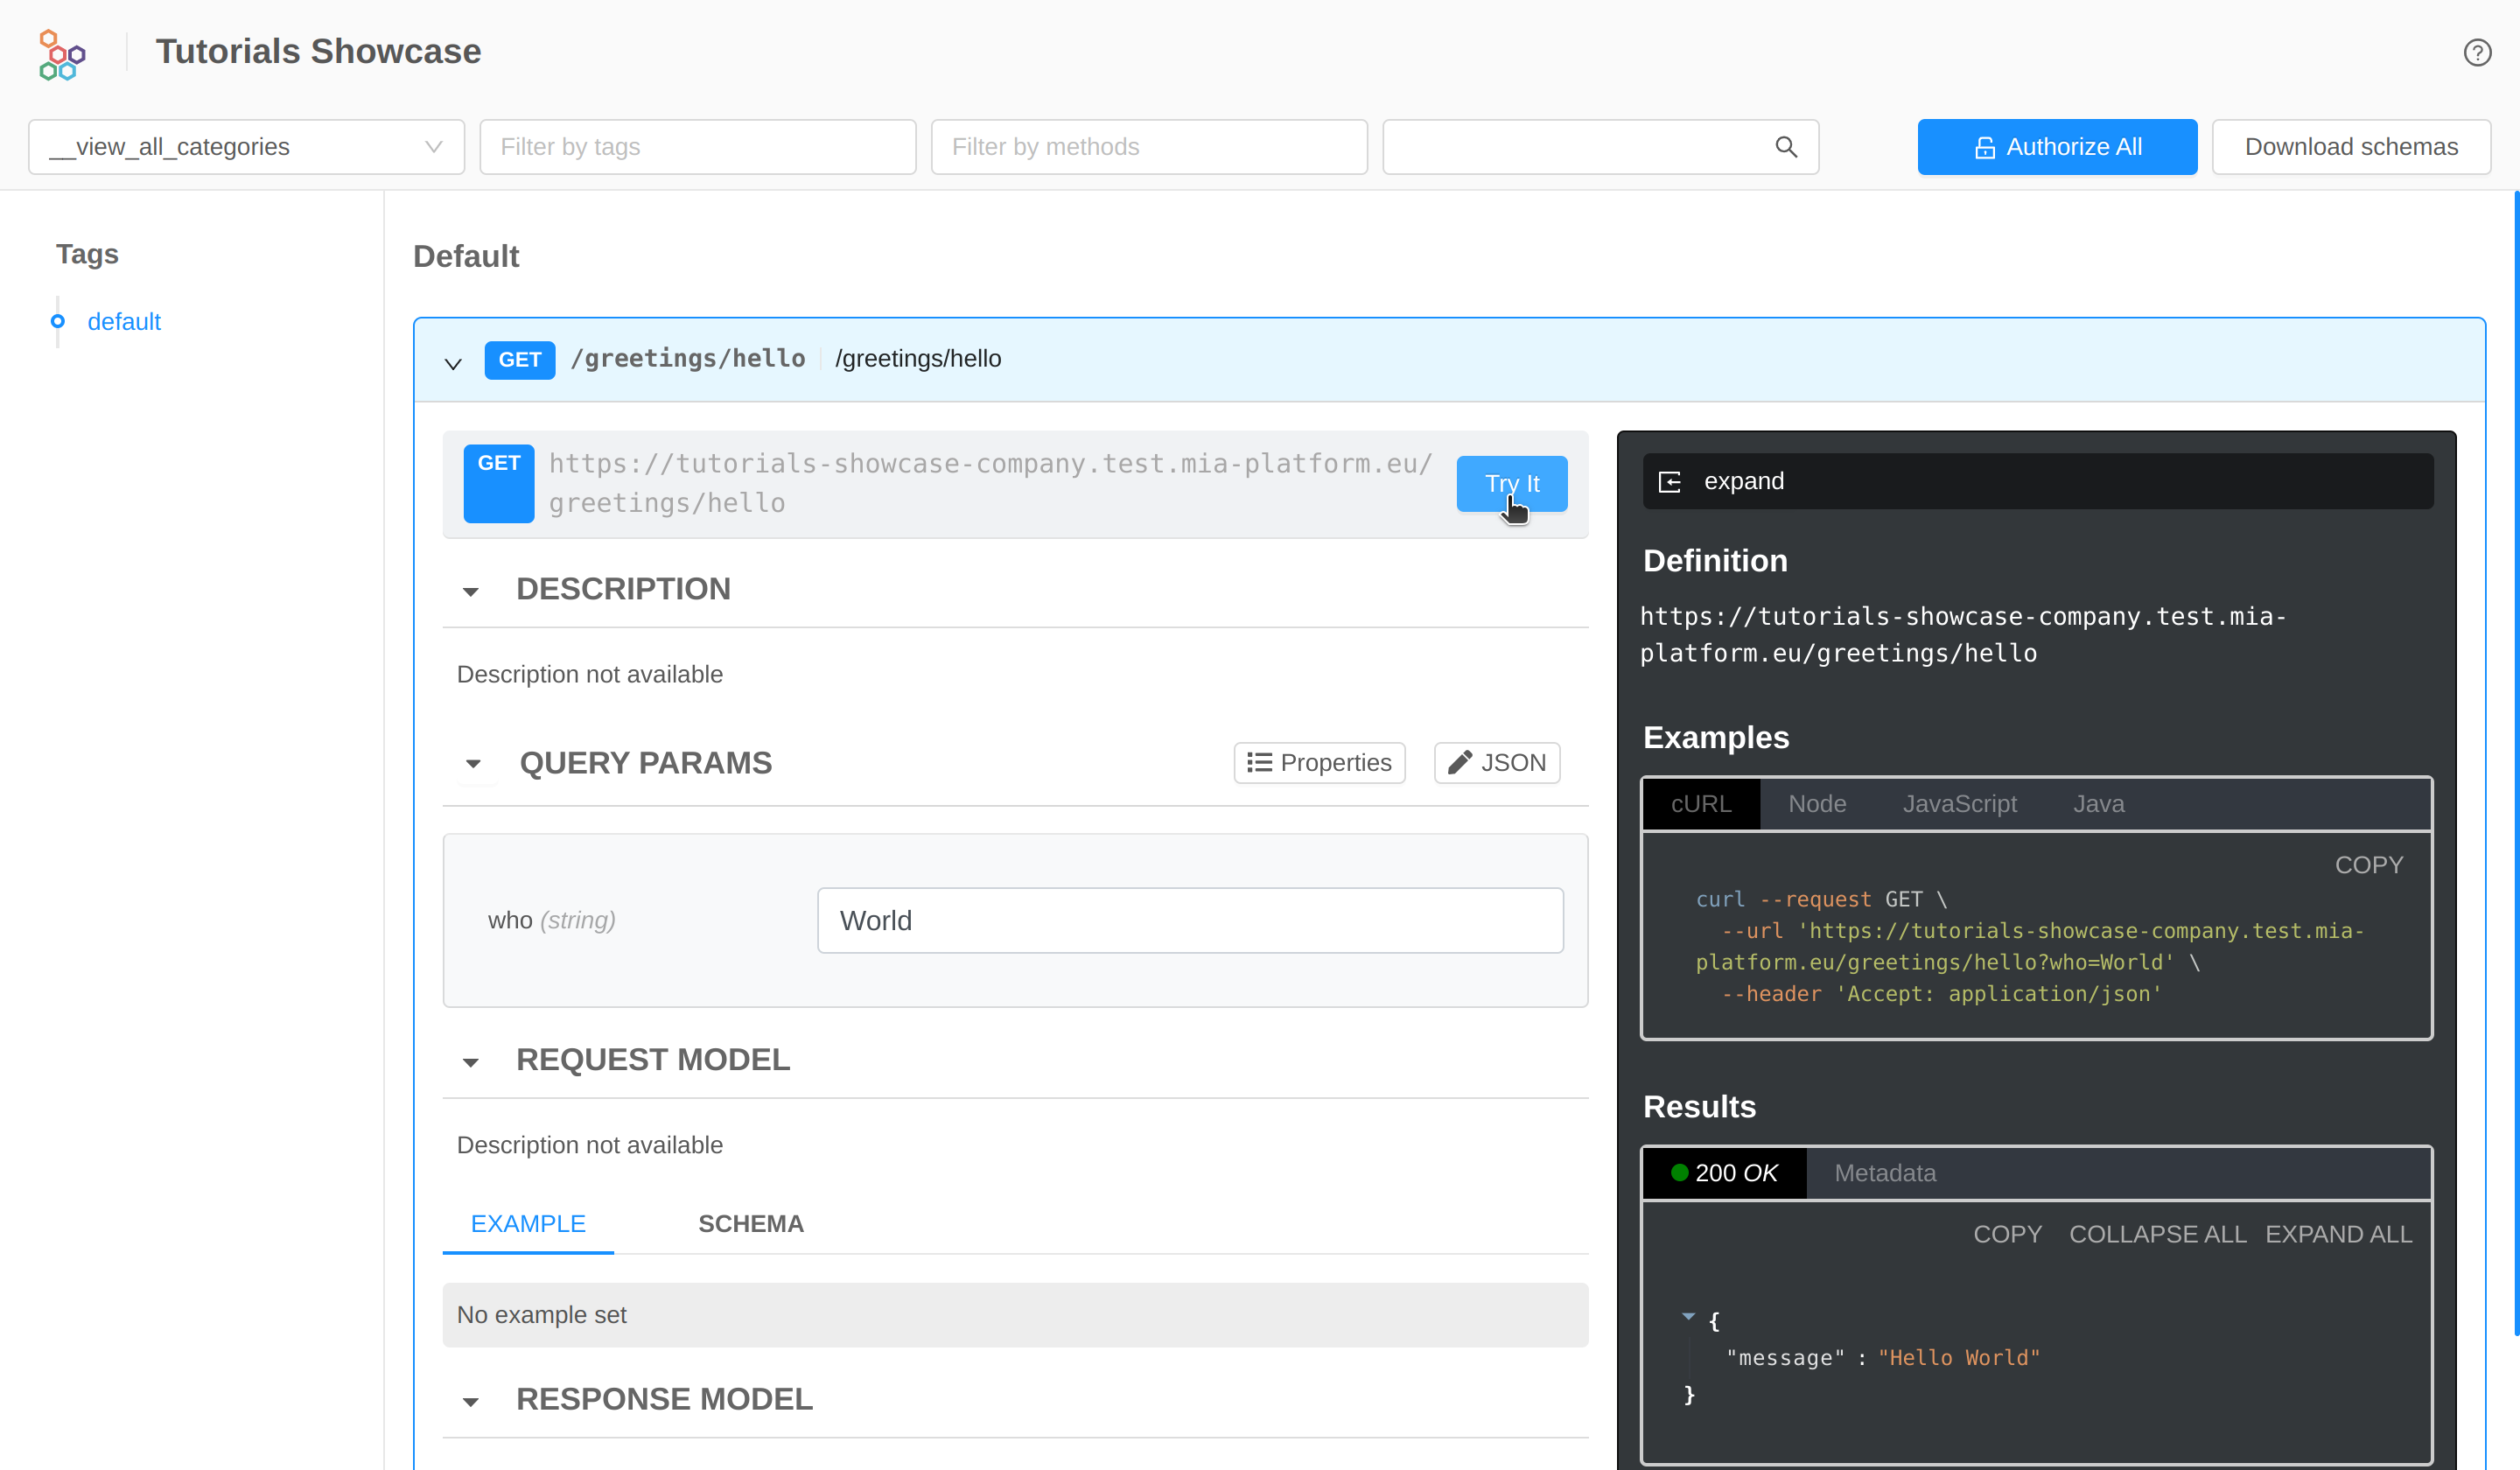 Tutorials Showcase
__view_all_categories
Filter by tags
Filter by methods
Authorize All
Download schemas
Tags
default
Default
GET /greetings/hello /greetings/hello
GET https://tutorials-showcase-company.test.mia-platform.eu/
greetings/hello
Try It
DESCRIPTION
Description not available
QUERY PARAMS
Properties
JSON
who (string)
World
REQUEST MODEL
Description not available
EXAMPLE
SCHEMA
No example set
RESPONSE MODEL
expand
Definition
https://tutorials-showcase-company.test.mia-
platform.eu/greetings/hello
Examples
cURL Node JavaScript Java
COPY
curl --request GET \
--url 'https://tutorials-showcase-company.test.mia-
platform.eu/greetings/hello?who=World' \
--header 'Accept: application/json'
Results
200 OK Metadata
COPY COLLAPSE ALL EXPAND ALL
{
"message" : "Hello World"
}